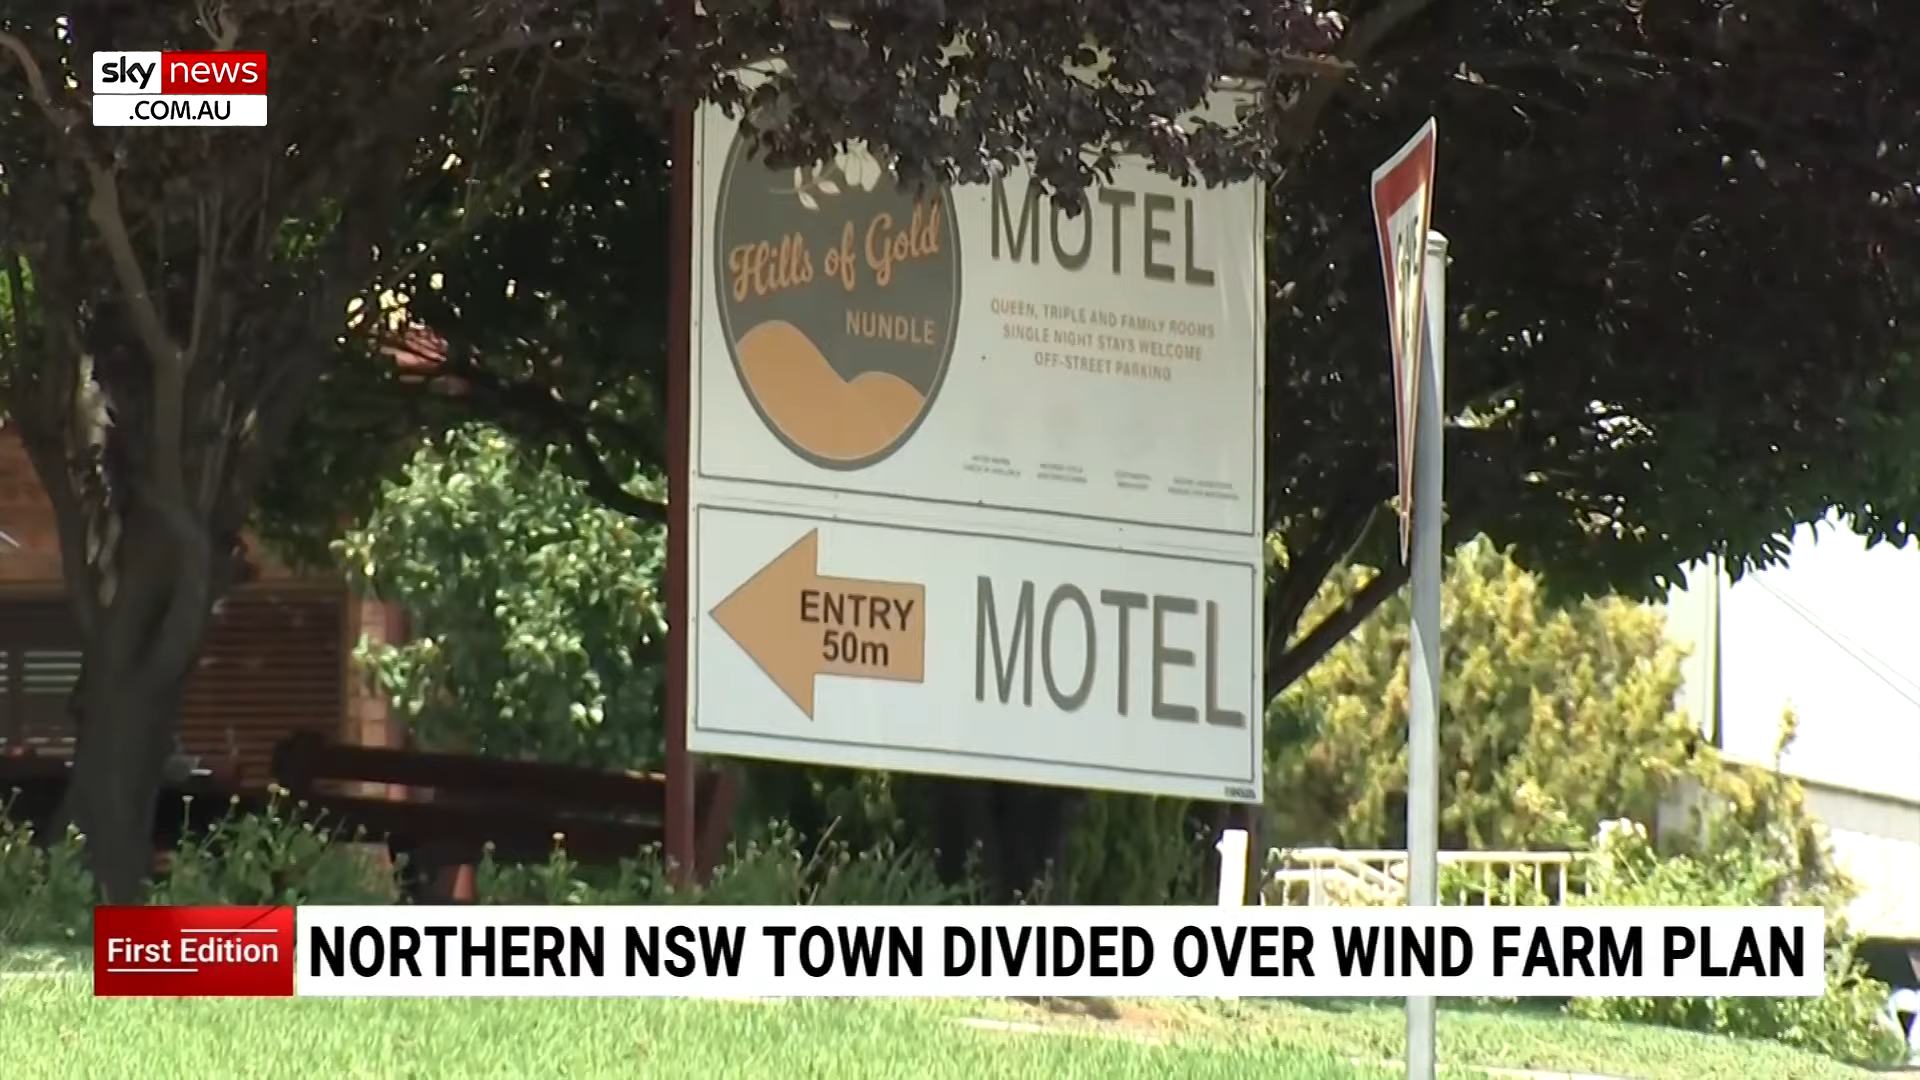 sky news
.COM.AU
Hills of Gold
NUNDLE
MOTEL
QUEEN, TRIPLE AND FAMILY ROOMS
SINGLE NIGHT STAYS WELCOME
OFF-STREET PARKING
ENTRY
50m
MOTEL
First Edition
NORTHERN NSW TOWN DIVIDED OVER WIND FARM PLAN